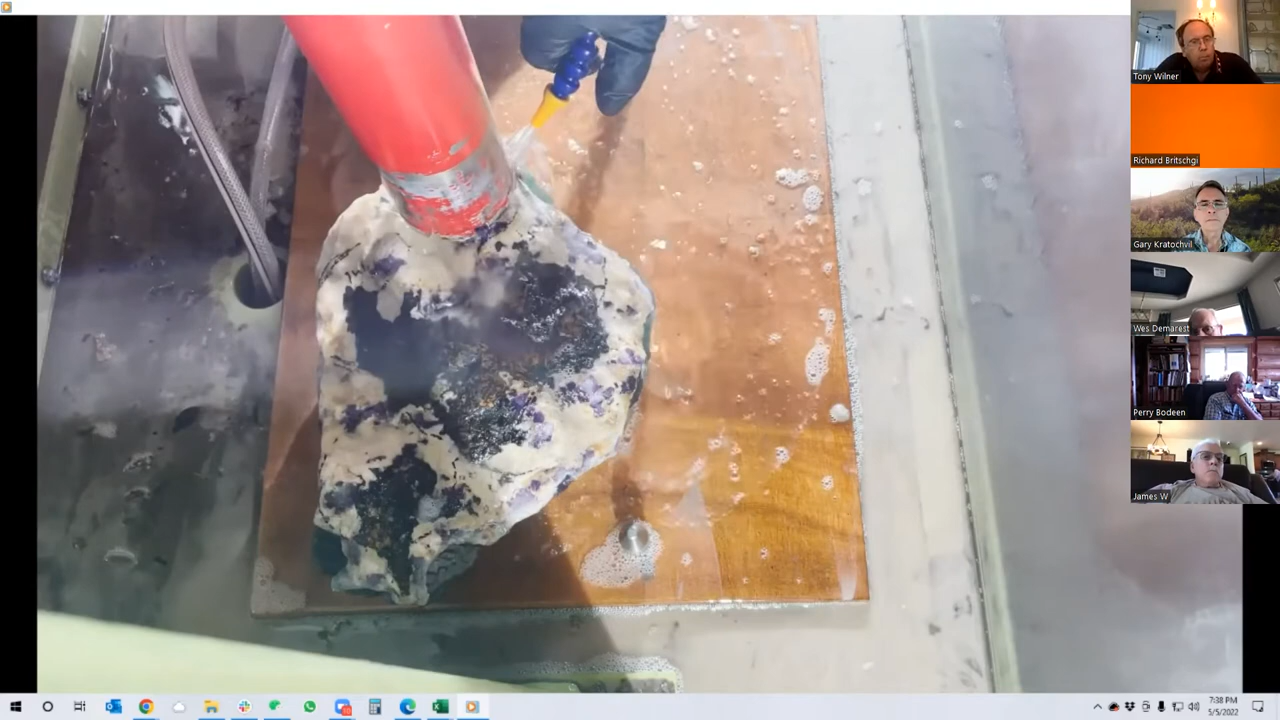 Tony Wilner
Richard Britschgi
Gary Kratochvil
Wes Demarest
Perry Bodeen
James W
7:38 PM
5/5/2022